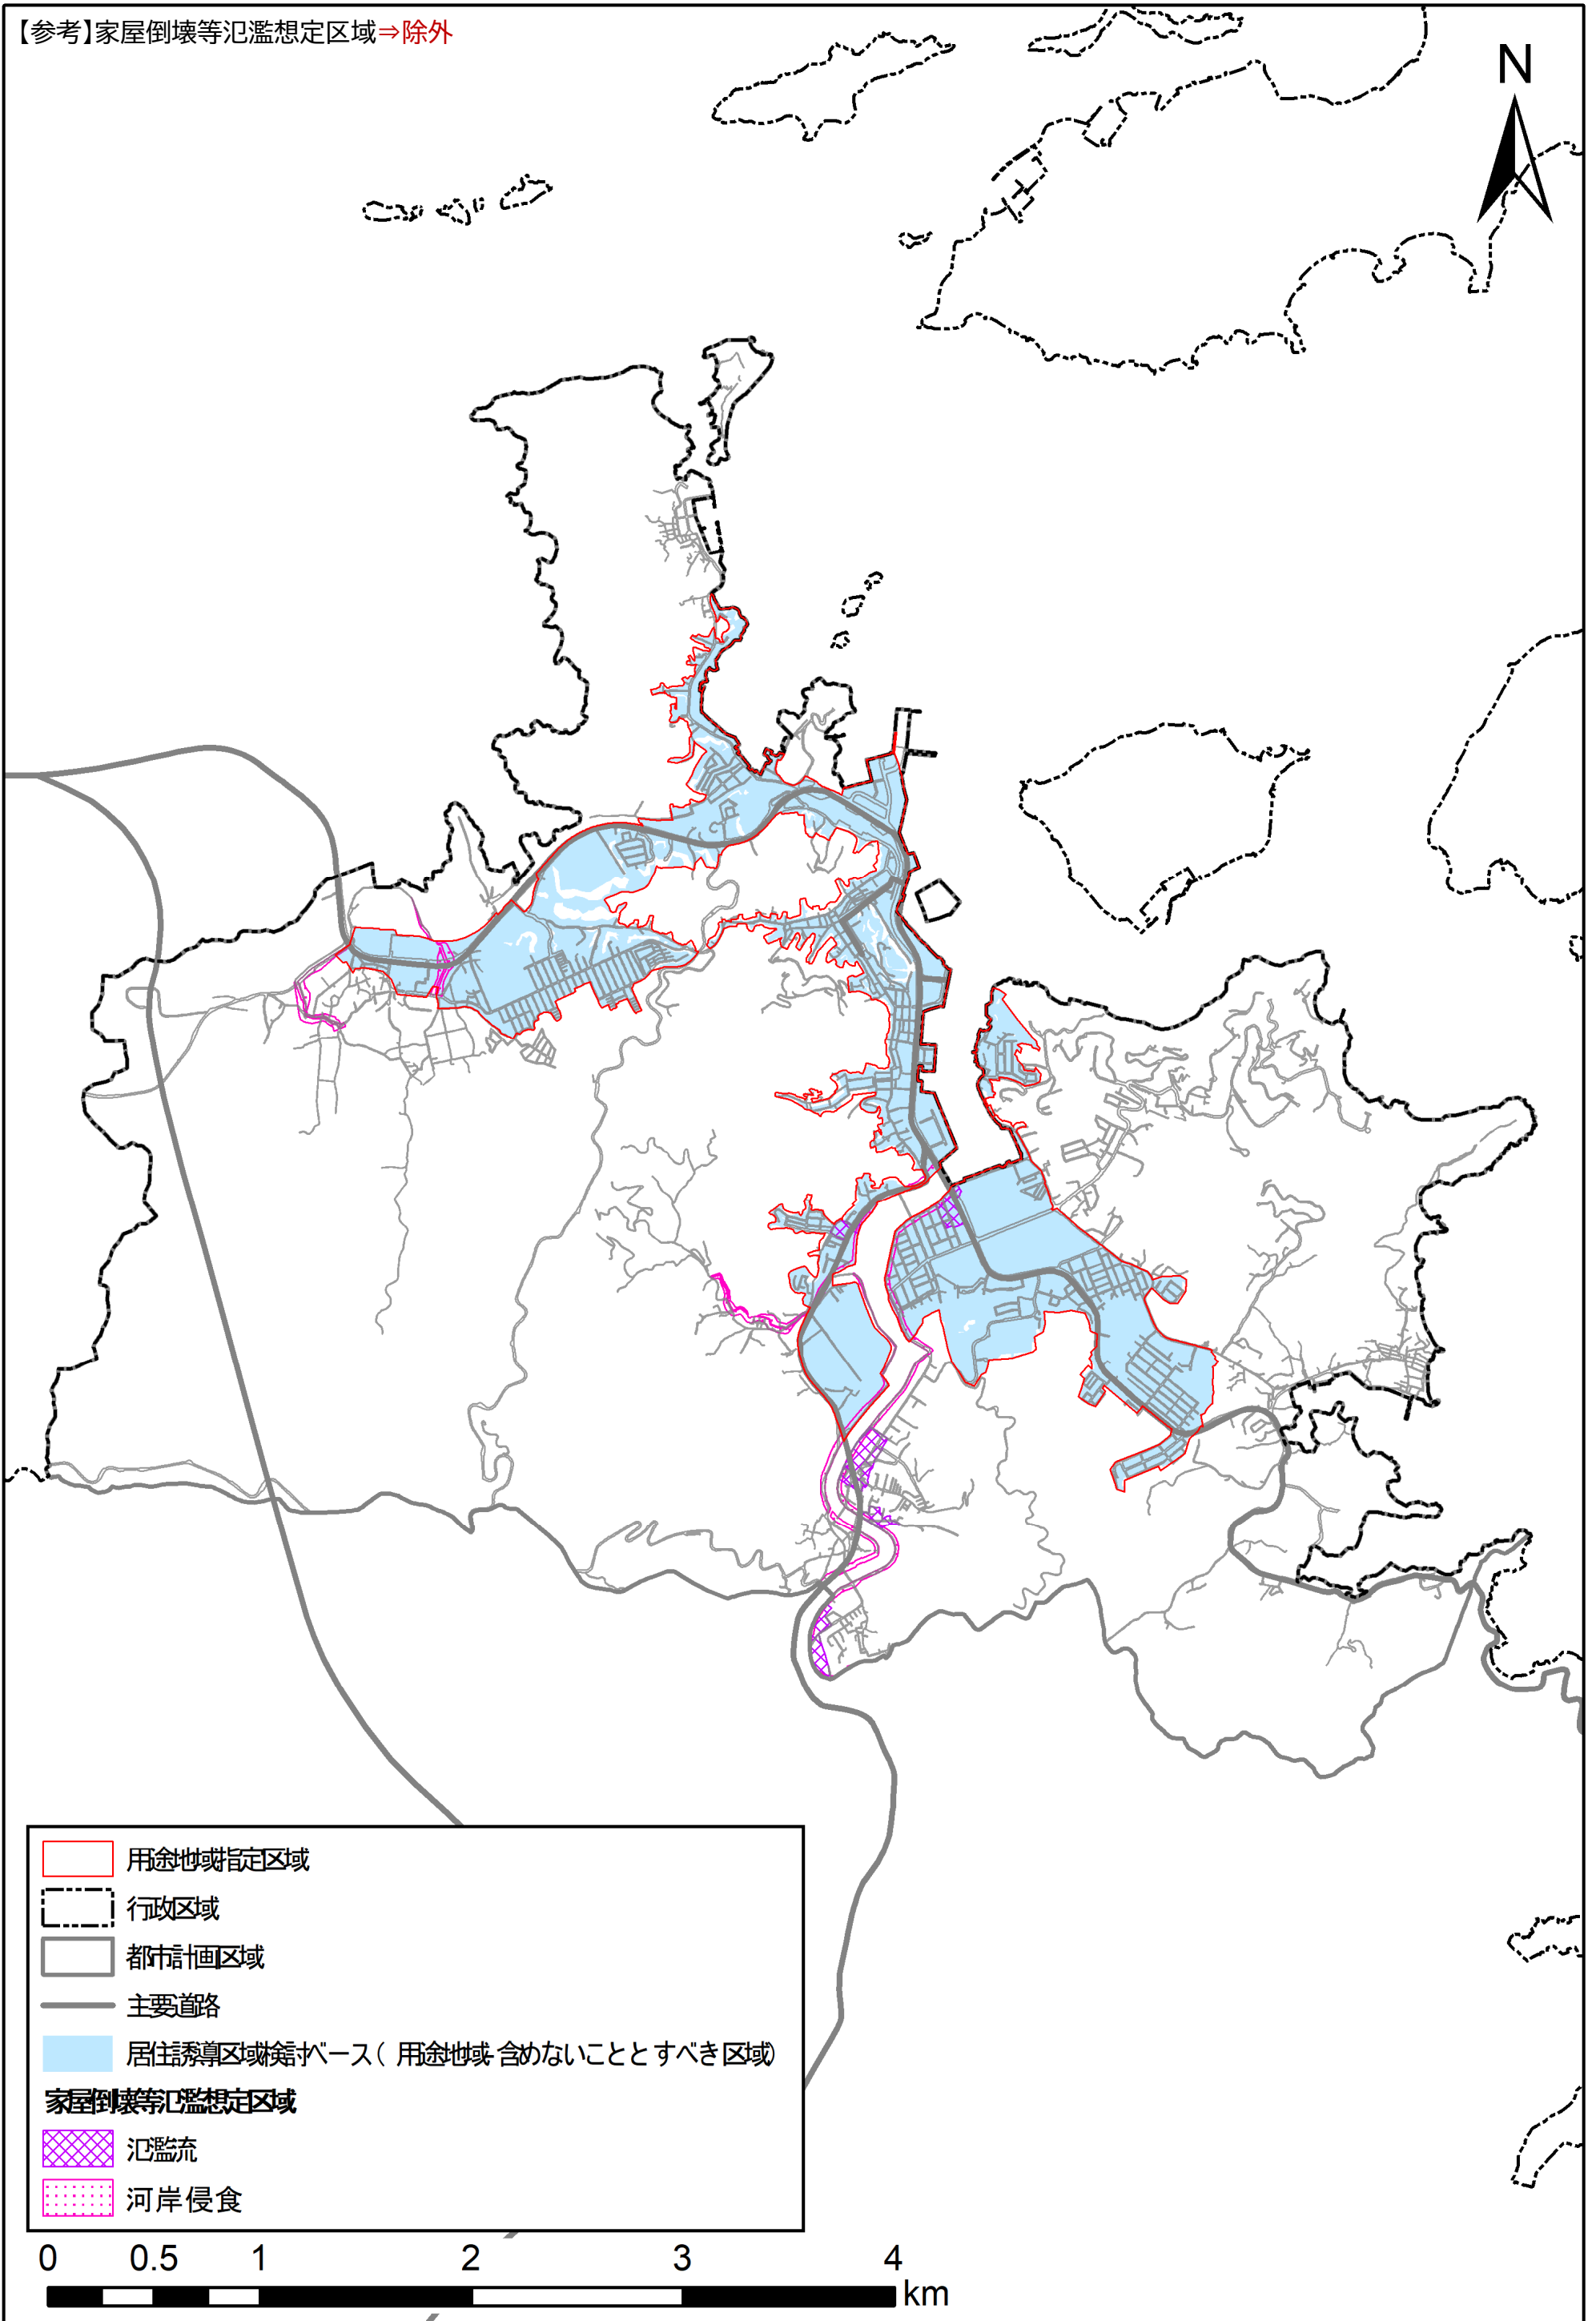 【参考】家屋倒壊等氾濫想定区域⇒除外
N
用途地域指定区域
行政区域
都市計画区域
主要道路
居住誘導区域検討ベース( 用途地域-含めないこととすべき区域)
家屋倒壊等氾濫想定区域
氾濫流
河岸侵食
0 0.5 1 2 3 4
km